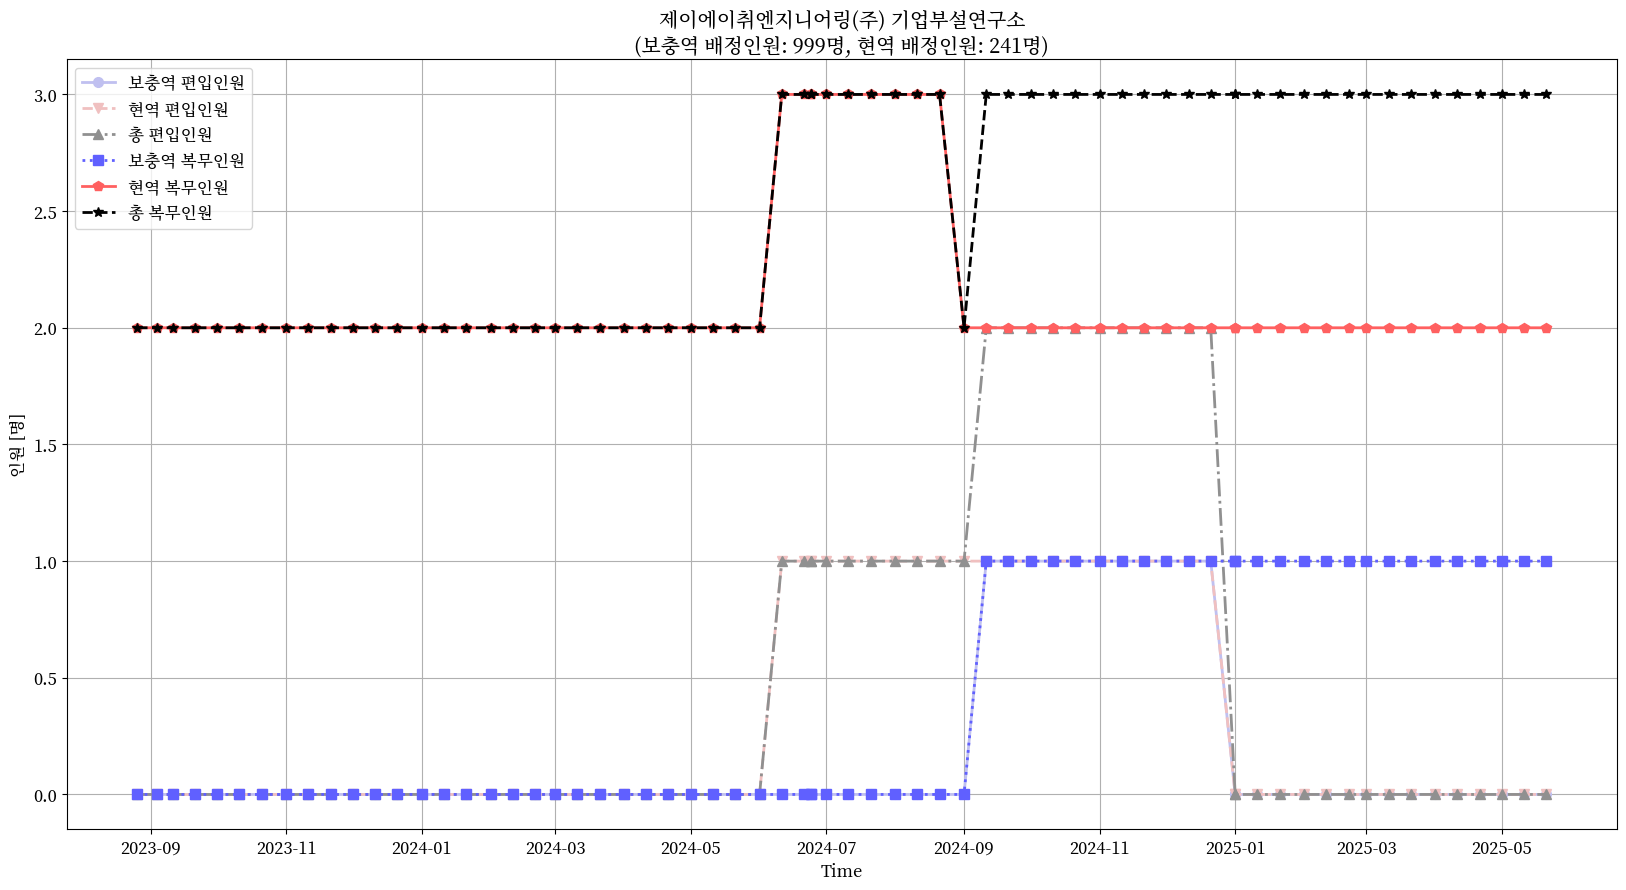 제이에이취엔지니어링(주) 기업부설연구소
(보충역 배정인원: 999명, 현역 배정인원: 241명)
보충역 편입인원
현역 편입인원
총 편입인원
보충역 복무인원
현역 복무인원
총 복무인원
3.0
2.5
2.0
1.5
1.0
0.5
0.0
인원 [명]
2023-09
2023-11
2024-01
2024-03
2024-05
2024-07
2024-09
2024-11
2025-01
2025-03
2025-05
Time